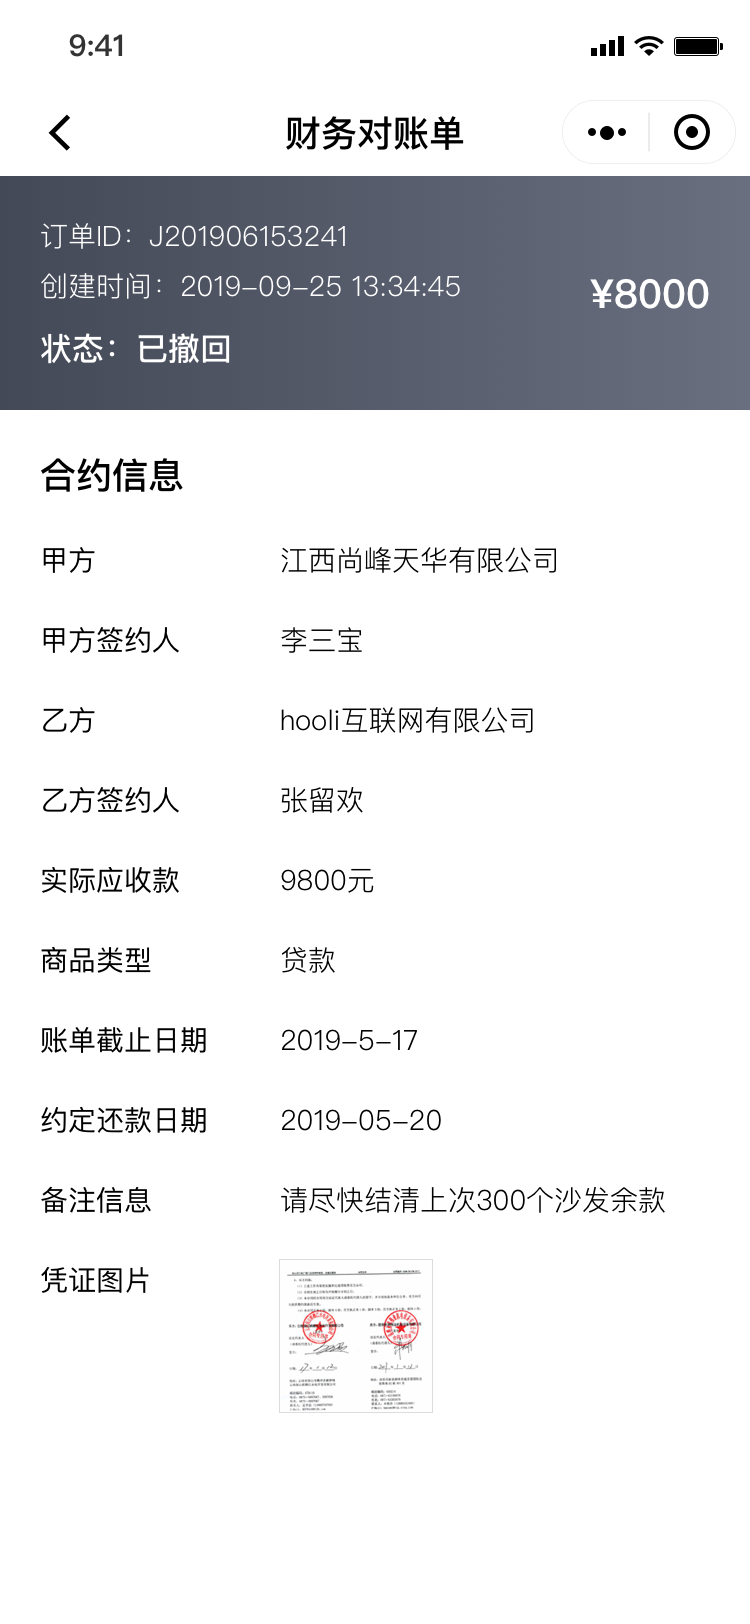 9:41
财务对账单
订单ID：J201906153241
创建时间：2019-09-25 13:34:45
¥8000
状态：已撤回
合约信息
甲方 江西尚峰天华有限公司
甲方签约人 李三宝
乙方 hooli互联网有限公司
乙方签约人 张留欢
实际应收款 9800元
商品类型 贷款
账单截止日期 2019-5-17
约定还款日期 2019-05-20
备注信息 请尽快结清上次300个沙发余款
凭证图片